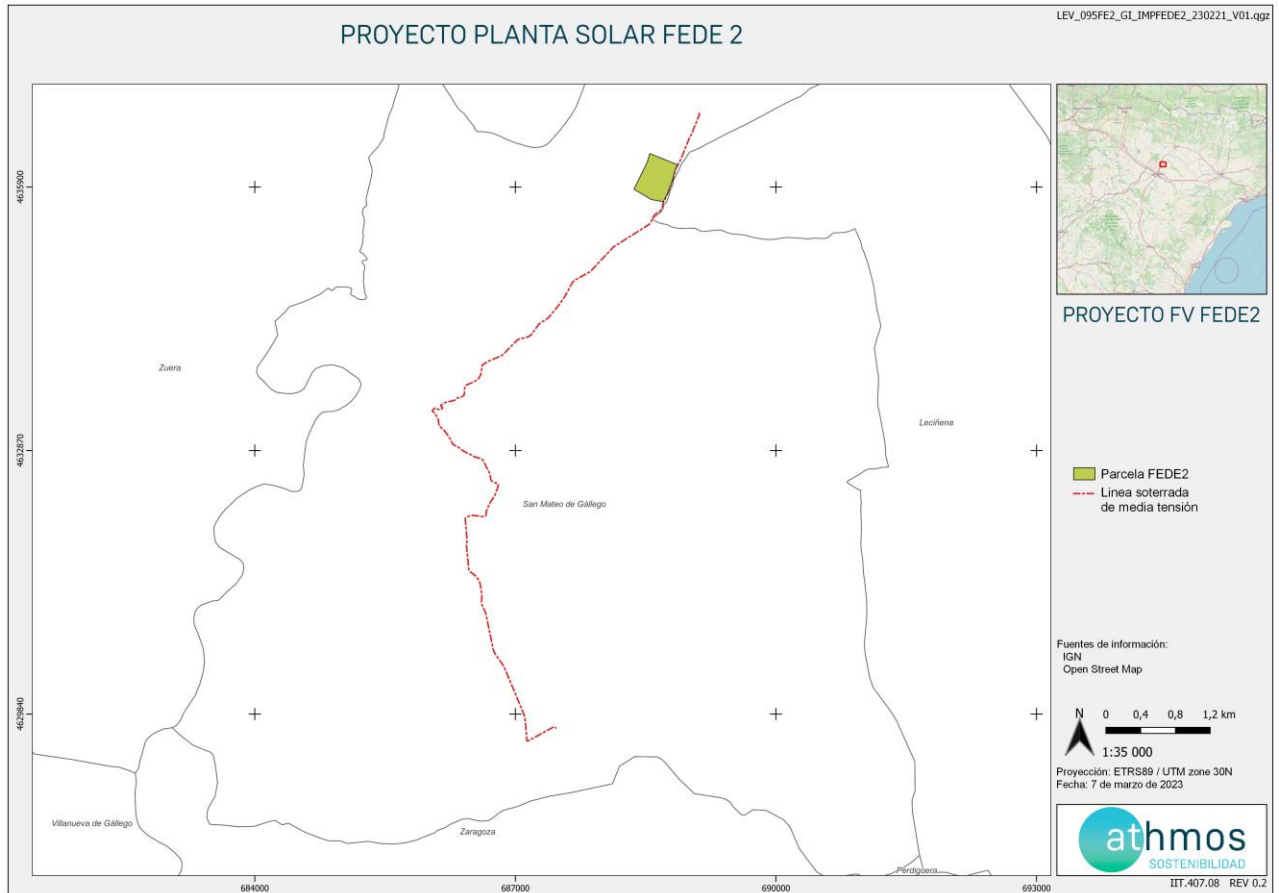 LEV_095FE2_GI_IMPFEDE2_230221_V01.qgz
PROYECTO PLANTA SOLAR FEDE 2
4635900
4632870
4629840
Zuera
Leciñena
San Mateo de Gállego
Villanueva de Gállego
Zaragoza
Perdiguera
684000
687000
690000
693000
PROYECTO FV FEDE2
Parcela FEDE2
Linea soterrada
de media tensión
Fuentes de información:
IGN
Open Street Map
N
0 0,4 0,8 1,2 km
1:35 000
Proyección: ETRS89 / UTM zone 30N
Fecha: 7 de marzo de 2023
athmos
SOSTENIBILIDAD
IIT.407.08 REV 0.2